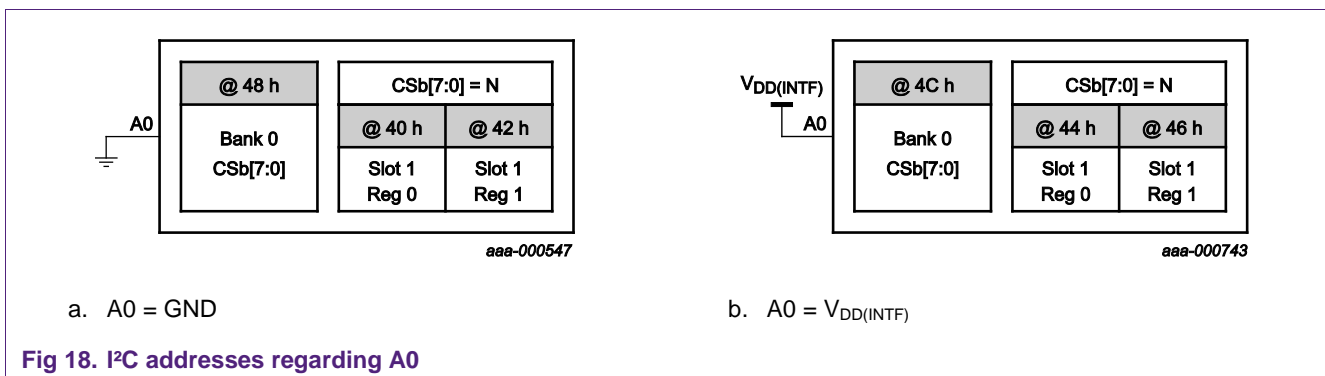 @ 48 h
CSb[7:0] = N
A0
Bank 0
CSb[7:0]
@ 40 h
@ 42 h
Slot 1
Reg 0
Slot 1
Reg 1
aaa-000547
VDD(INTF)
A0
@ 4C h
CSb[7:0] = N
Bank 0
CSb[7:0]
@ 44 h
@ 46 h
Slot 1
Reg 0
Slot 1
Reg 1
aaa-000743
a. A0 = GND
b. A0 = VDD(INTF)
Fig 18. I²C addresses regarding A0